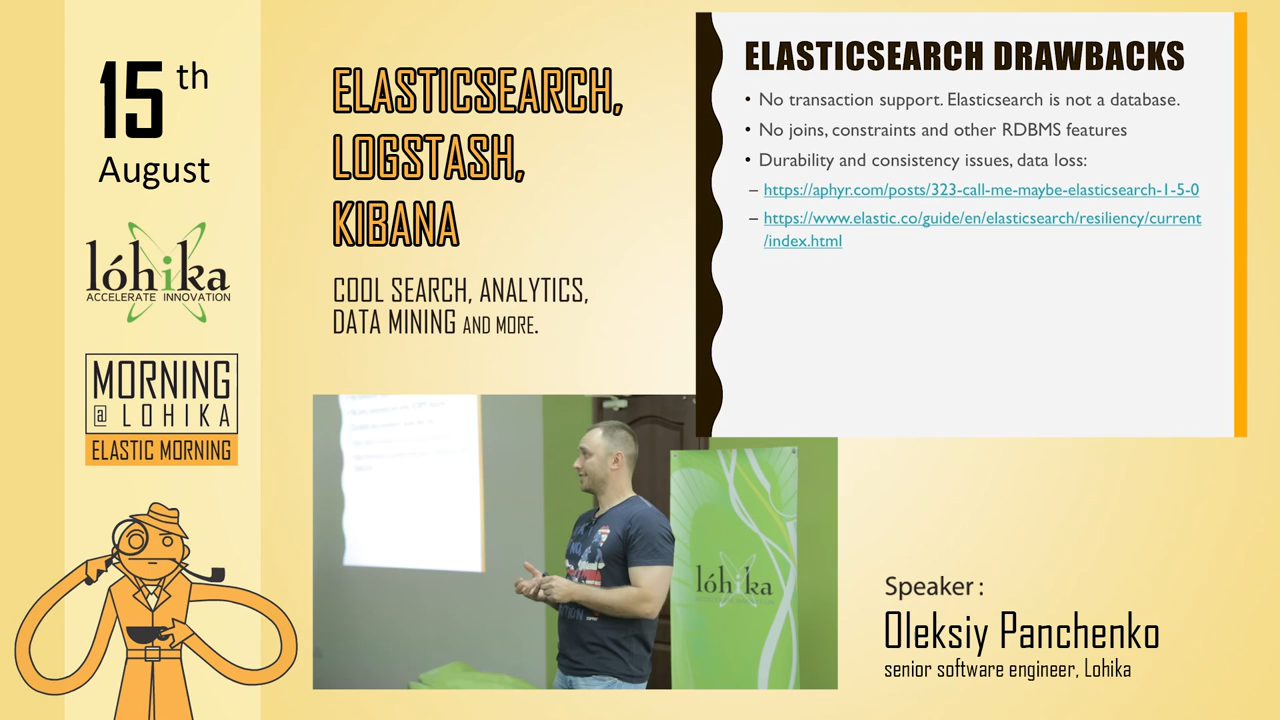 15 th
August
lóhika
ACCELERATE INNOVATION
MORNING
@ LOHIKA
ELASTIC MORNING
ELASTICSEARCH,
LOGSTASH,
KIBANA
COOL SEARCH, ANALYTICS,
DATA MINING AND MORE.
ELASTICSEARCH DRAWBACKS
• No transaction support. Elasticsearch is not a database.
• No joins, constraints and other RDBMS features
• Durability and consistency issues, data loss:
– https://aphyr.com/posts/323-call-me-maybe-elasticsearch-1-5-0
– https://www.elastic.co/guide/en/elasticsearch/resiliency/current
/index.html
lóhika
Speaker :
Oleksiy Panchenko
senior software engineer, Lohika